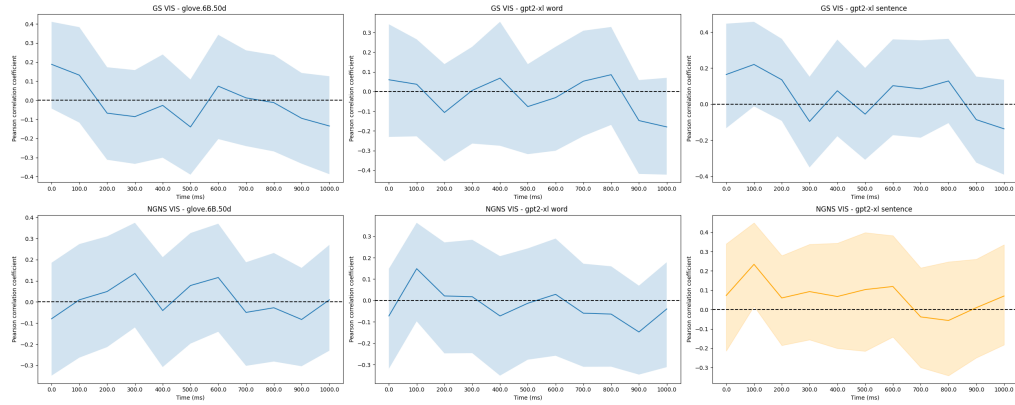 GS VIS - glove.6B.50d
Pearson correlation coefficient
0.4
0.3
0.2
0.1
0.0
−0.1
−0.2
−0.3
−0.4
0.0 100.0 200.0 300.0 400.0 500.0 600.0 700.0 800.0 900.0 1000.0
Time (ms)
GS VIS - gpt2-xl word
Pearson correlation coefficient
0.3
0.2
0.1
0.0
−0.1
−0.2
−0.3
−0.4
0.0 100.0 200.0 300.0 400.0 500.0 600.0 700.0 800.0 900.0 1000.0
Time (ms)
GS VIS - gpt2-xl sentence
Pearson correlation coefficient
0.4
0.2
0.0
−0.2
−0.4
0.0 100.0 200.0 300.0 400.0 500.0 600.0 700.0 800.0 900.0 1000.0
Time (ms)
NGNS VIS - glove.6B.50d
Pearson correlation coefficient
0.4
0.3
0.2
0.1
0.0
−0.1
−0.2
−0.3
0.0 100.0 200.0 300.0 400.0 500.0 600.0 700.0 800.0 900.0 1000.0
Time (ms)
NGNS VIS - gpt2-xl word
Pearson correlation coefficient
0.4
0.3
0.2
0.1
0.0
−0.1
−0.2
−0.3
0.0 100.0 200.0 300.0 400.0 500.0 600.0 700.0 800.0 900.0 1000.0
Time (ms)
NGNS VIS - gpt2-xl sentence
Pearson correlation coefficient
0.4
0.3
0.2
0.1
0.0
−0.1
−0.2
−0.3
0.0 100.0 200.0 300.0 400.0 500.0 600.0 700.0 800.0 900.0 1000.0
Time (ms)